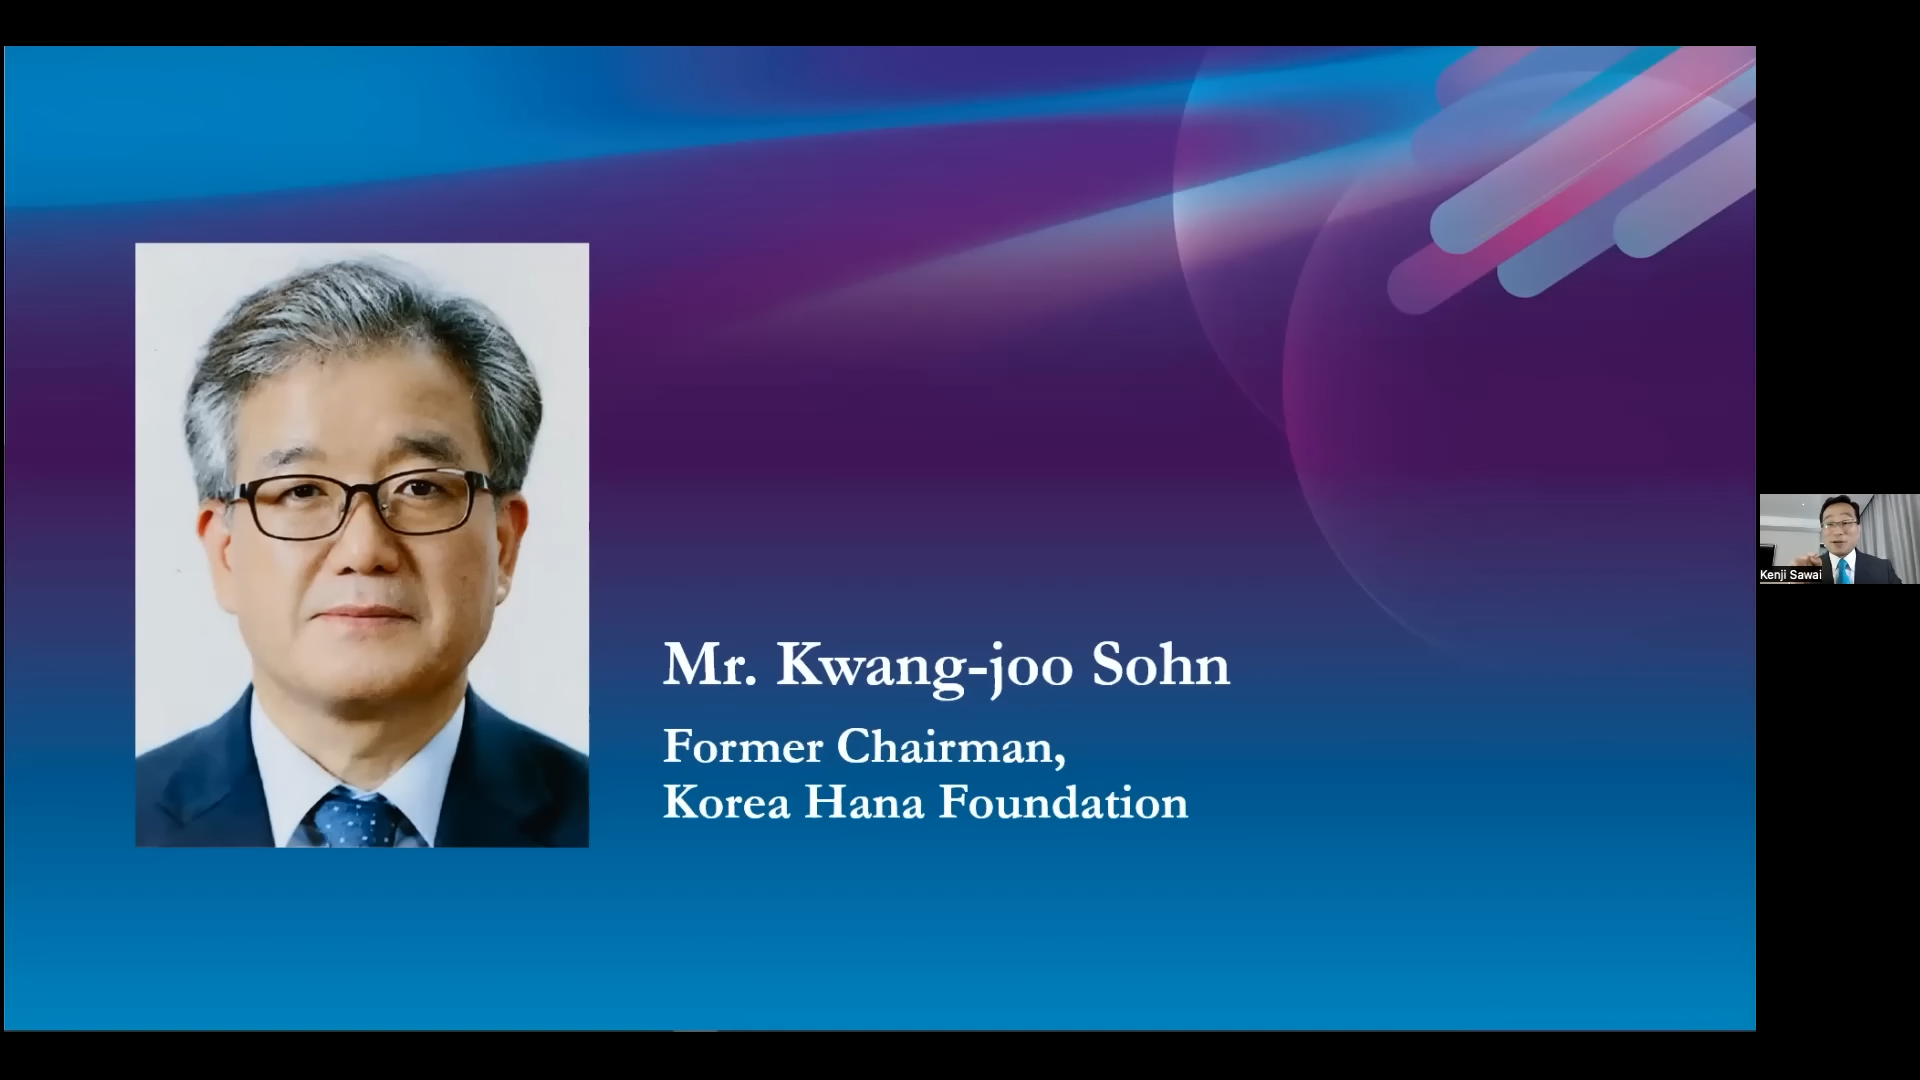 Mr. Kwang-joo Sohn
Former Chairman,
Korea Hana Foundation
Kenji Sawai